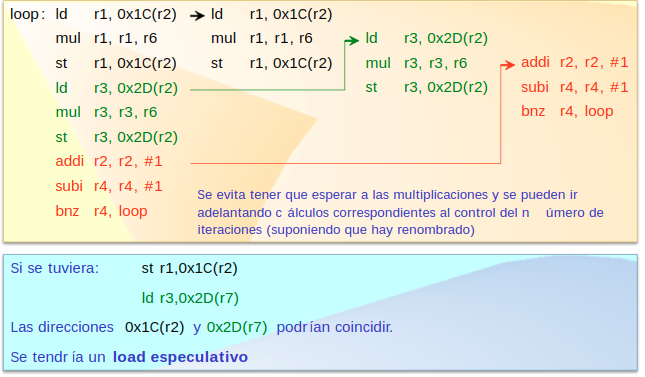 loop: ld r1, 0x1C(r2)
mul r1, r1, r6
st r1, 0x1C(r2)
ld r3, 0x2D(r2)
mul r3, r3, r6
st r3, 0x2D(r2)
addi r2, r2, #1
subi r4, r4, #1
bnz r4, loop
ld r1, 0x1C(r2)
mul r1, r1, r6
st r1, 0x1C(r2)
ld r3, 0x2D(r2)
mul r3, r3, r6
st r3, 0x2D(r2)
addi r2, r2, #1
subi r4, r4, #1
bnz r4, loop
Se evita tener que esperar a las multiplicaciones y se pueden ir
adelantando c álculos correspondientes al control del n úmero de
iteraciones (suponiendo que hay renombrado)
Si se tuviera: st r1,0x1C(r2)
ld r3,0x2D(r7)
Las direcciones 0x1C(r2) y 0x2D(r7) podrían coincidir.
Se tendr ía un load especulativo